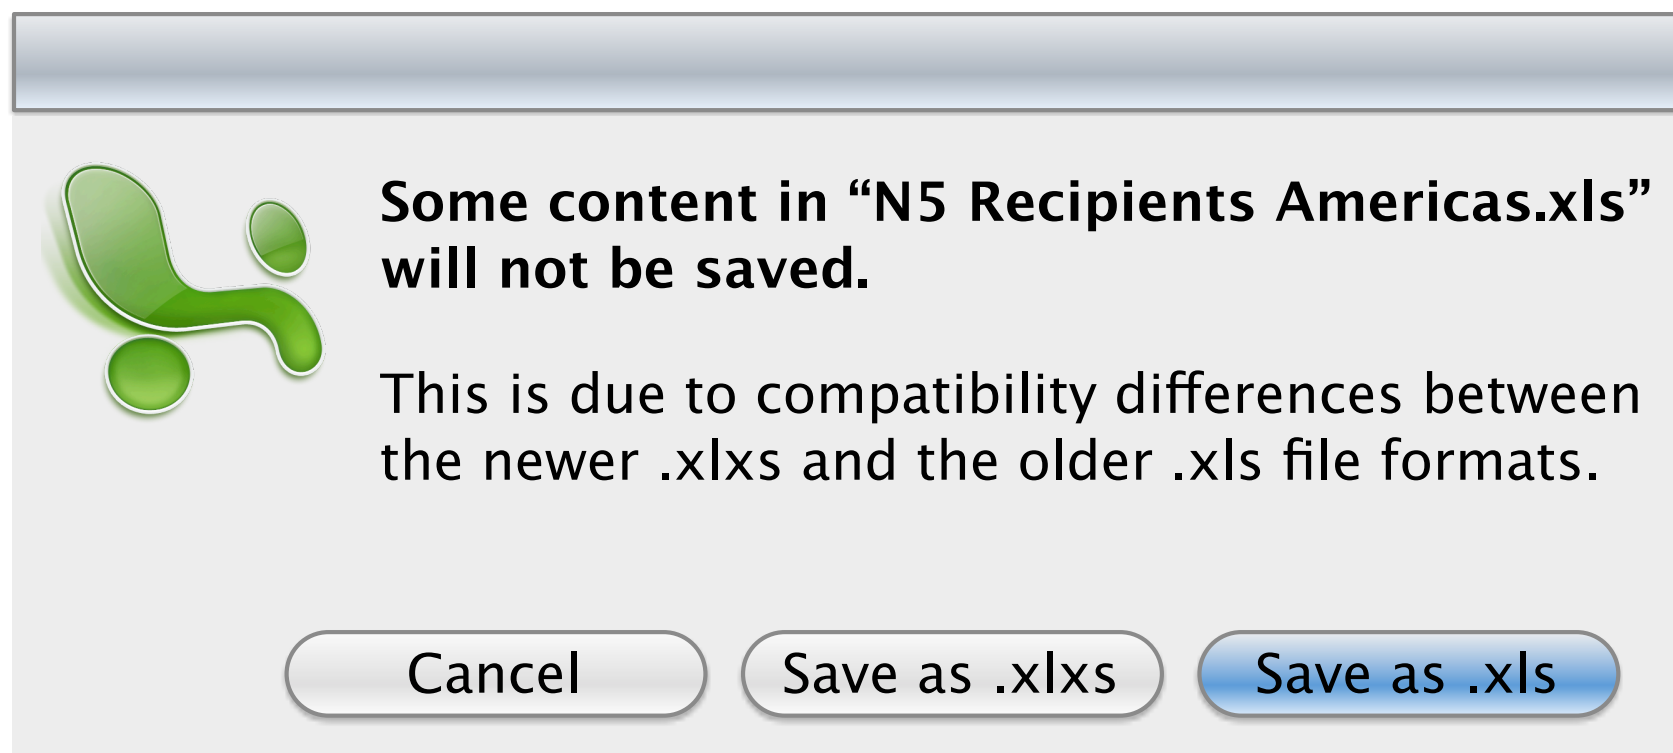 Some content in “N5 Recipients Americas.xls”
will not be saved.
This is due to compatibility differences between
the newer .xlxs and the older .xls file formats.
Cancel
Save as .xlxs
Save as .xls